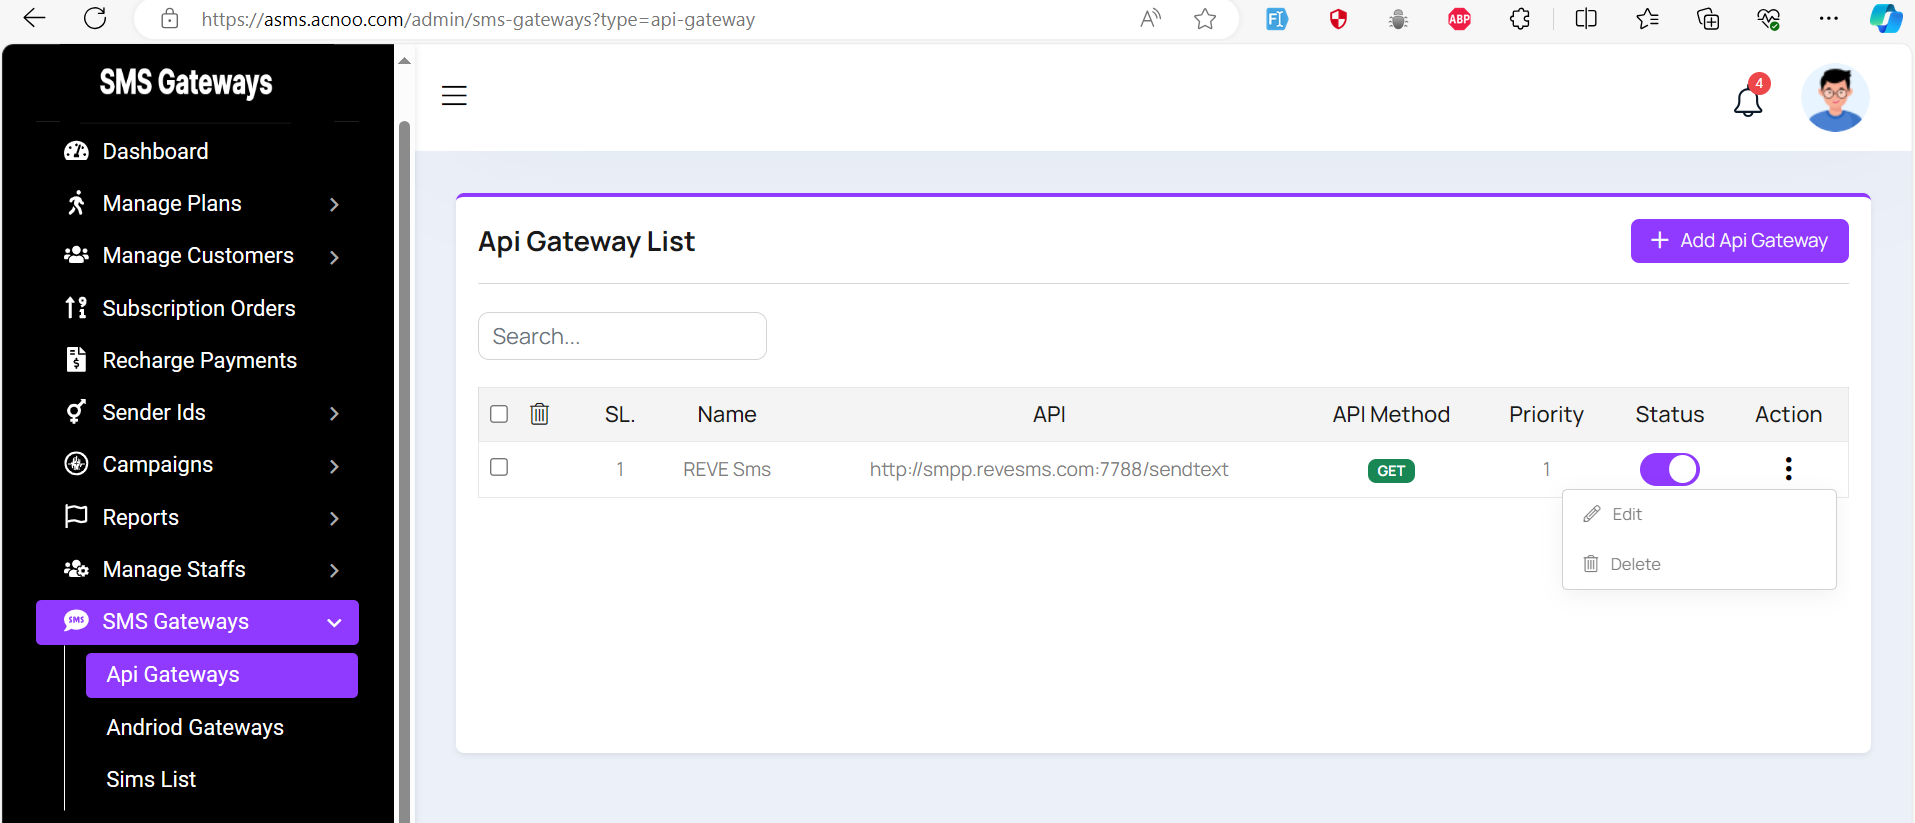 https://asms.acnoo.com/admin/sms-gateways?type=api-gateway
A
ABP
SMS Gateways
4
Dashboard
Manage Plans
Manage Customers
Subscription Orders
Recharge Payments
Sender Ids
Campaigns
Reports
Manage Staffs
SMS SMS Gateways
Api Gateways
Andriod Gateways
Sims List
Api Gateway List
+ Add Api Gateway
Search...
SL. Name API API Method Priority Status Action
1 REVE Sms http://smpp.revesms.com:7788/sendtext GET 1
Edit
Delete